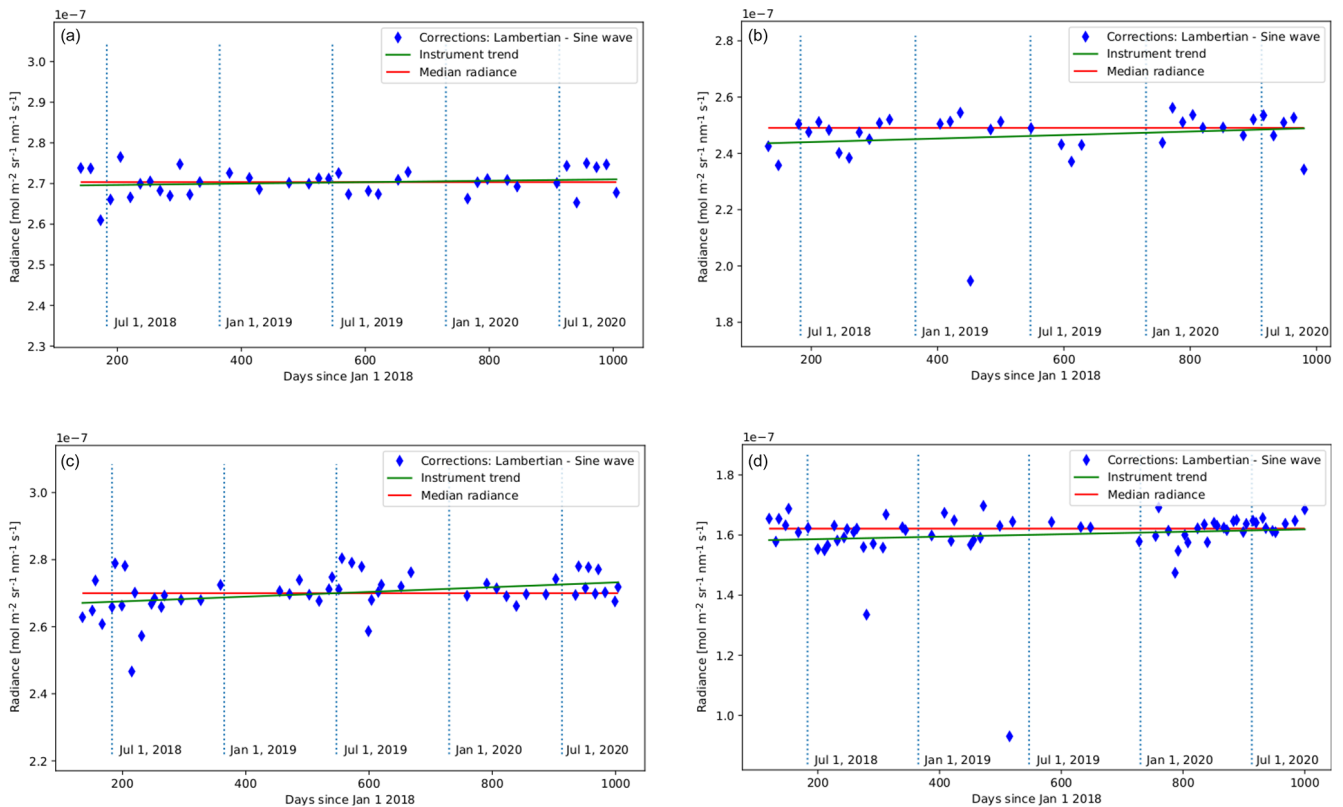 1e−7
(a)
Corrections: Lambertian - Sine wave
Instrument trend
Median radiance
3.0
2.9
2.8
2.7
2.6
2.5
2.4
2.3
Radiance [mol m⁻² sr⁻¹ nm⁻¹ s⁻¹]
Jul 1, 2018
Jan 1, 2019
Jul 1, 2019
Jan 1, 2020
Jul 1, 2020
200
400
600
800
1000
Days since Jan 1 2018
1e−7
(b)
Corrections: Lambertian - Sine wave
Instrument trend
Median radiance
2.8
2.6
2.4
2.2
2.0
1.8
Radiance [mol m⁻² sr⁻¹ nm⁻¹ s⁻¹]
Jul 1, 2018
Jan 1, 2019
Jul 1, 2019
Jan 1, 2020
Jul 1, 2020
200
400
600
800
1000
Days since Jan 1 2018
1e−7
(c)
Corrections: Lambertian - Sine wave
Instrument trend
Median radiance
3.0
2.8
2.6
2.4
2.2
Radiance [mol m⁻² sr⁻¹ nm⁻¹ s⁻¹]
Jul 1, 2018
Jan 1, 2019
Jul 1, 2019
Jan 1, 2020
Jul 1, 2020
200
400
600
800
1000
Days since Jan 1 2018
1e−7
(d)
Corrections: Lambertian - Sine wave
Instrument trend
Median radiance
1.8
1.6
1.4
1.2
1.0
Radiance [mol m⁻² sr⁻¹ nm⁻¹ s⁻¹]
Jul 1, 2018
Jan 1, 2019
Jul 1, 2019
Jan 1, 2020
Jul 1, 2020
200
400
600
800
1000
Days since Jan 1 2018